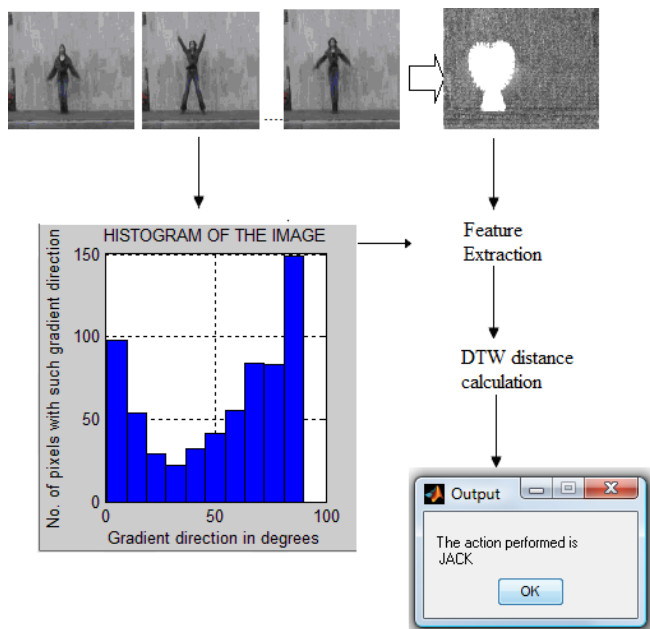 HISTOGRAM OF THE IMAGE
No. of pixels with such gradient direction
150
100
50
0
0 50 100
Gradient direction in degrees
Feature
Extraction
DTW distance
calculation
Output
The action performed is
JACK
OK